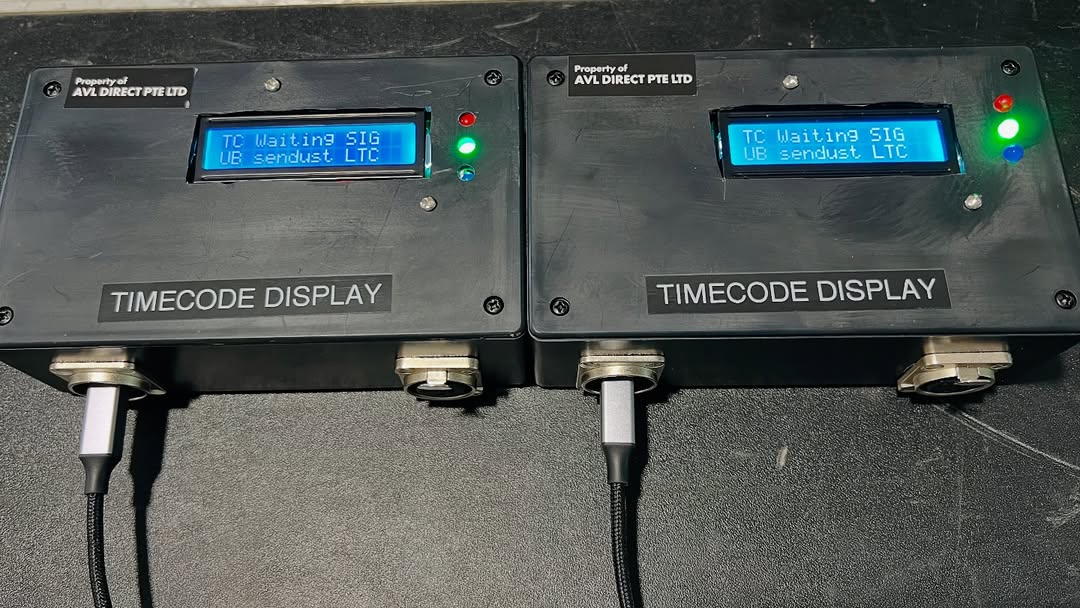 Property of
AVL DIRECT PTE LTD
TC Waiting SIG
UB sendust LTC
TIMECODE DISPLAY
Property of
AVL DIRECT PTE LTD
TC Waiting SIG
UB sendust LTC
TIMECODE DISPLAY